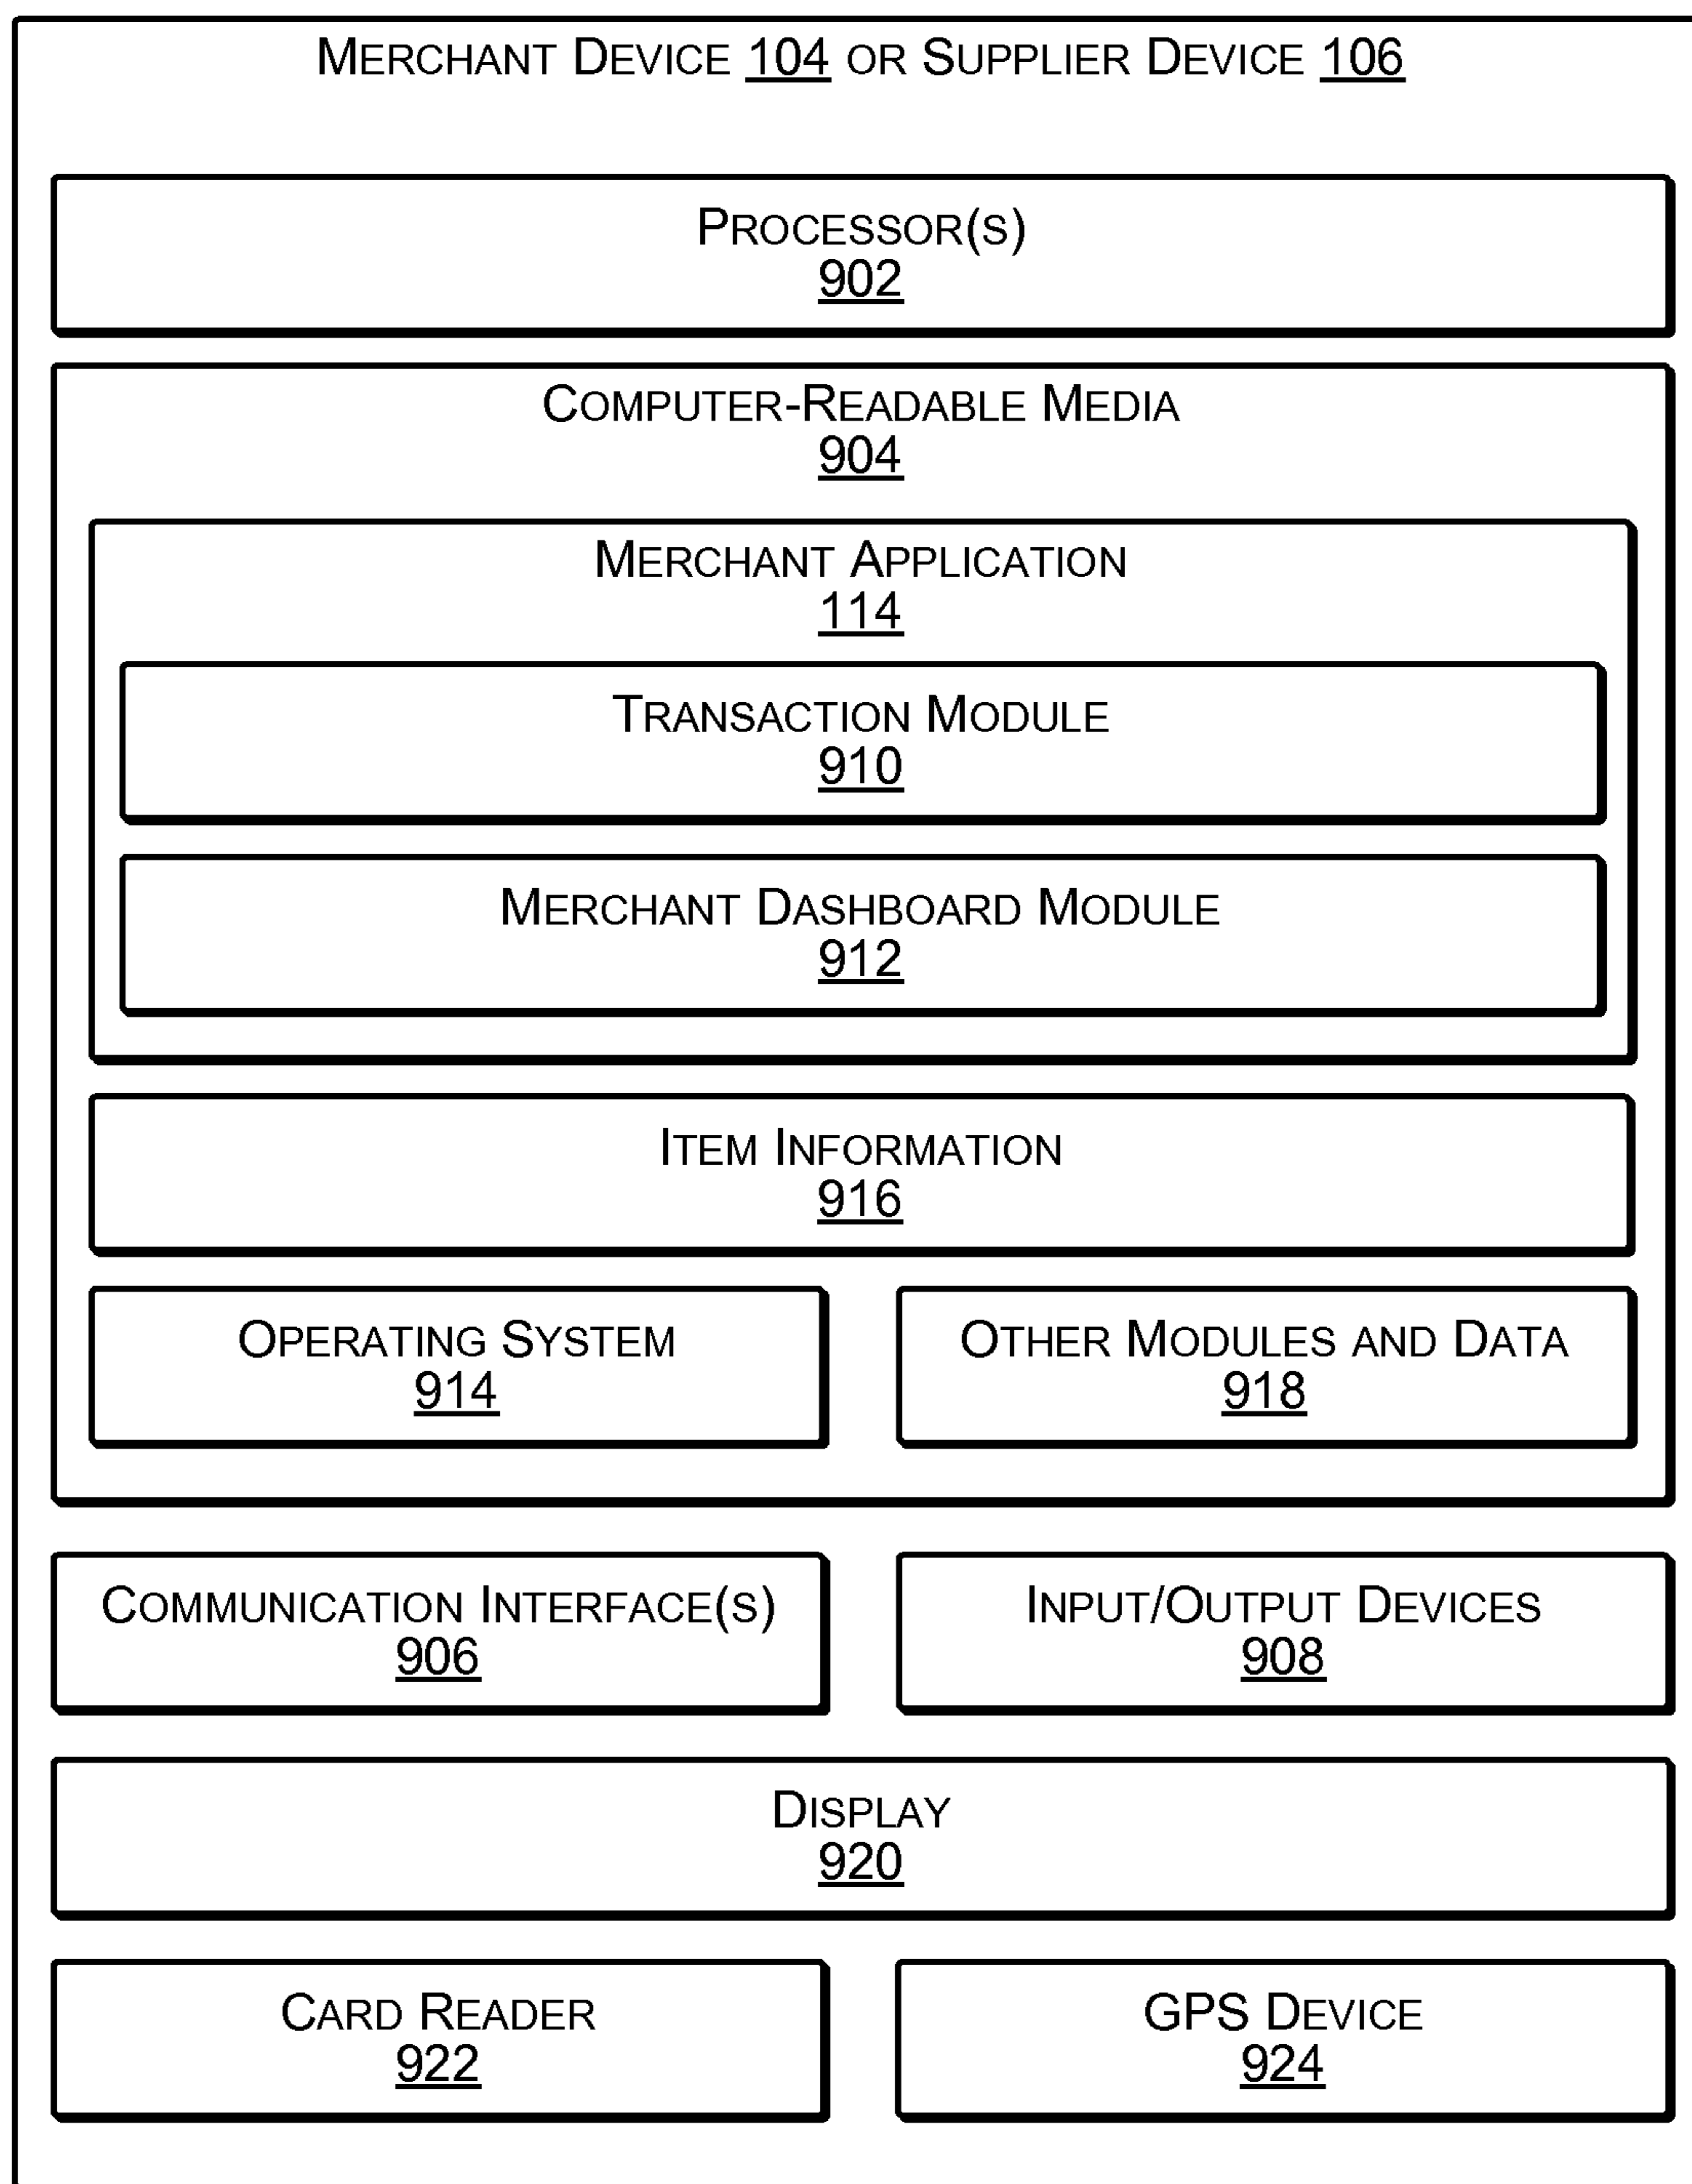 MERCHANT DEVICE 104 OR SUPPLIER DEVICE 106
PROCESSOR(S)
902
COMPUTER-READABLE MEDIA
904
MERCHANT APPLICATION
114
TRANSACTION MODULE
910
MERCHANT DASHBOARD MODULE
912
ITEM INFORMATION
916
OPERATING SYSTEM
914
OTHER MODULES AND DATA
918
COMMUNICATION INTERFACE(S)
906
INPUT/OUTPUT DEVICES
908
DISPLAY
920
CARD READER
922
GPS DEVICE
924